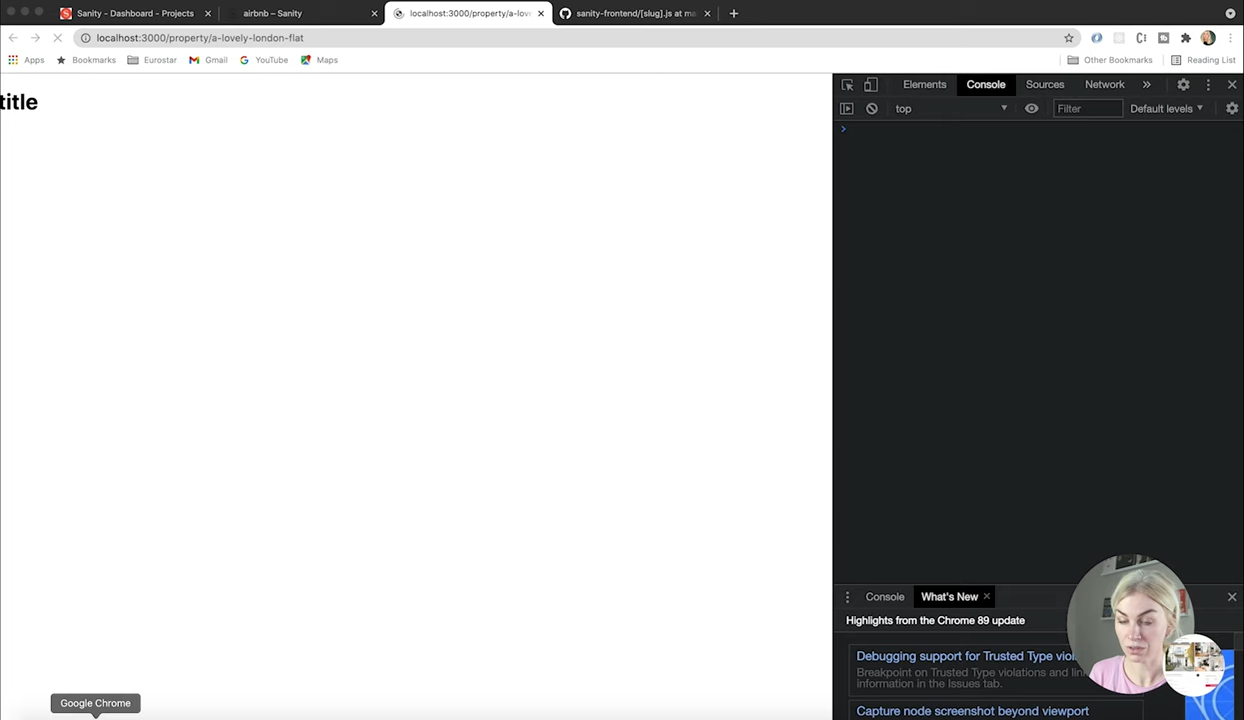 Sanity - Dashboard - Projects
airbnb – Sanity
localhost:3000/property/a-lov
sanity-frontend/[slug].js at ma
localhost:3000/property/a-lovely-london-flat
Apps
Bookmarks
Eurostar
Gmail
YouTube
Maps
Other Bookmarks
Reading List
title
Elements
Console
Sources
Network
top
Filter
Default levels
Console
What's New
Highlights from the Chrome 89 update
Debugging support for Trusted Type viol
Breakpoint on Trusted Type violations and link
information in the Issues tab.
Capture node screenshot beyond viewport
Google Chrome